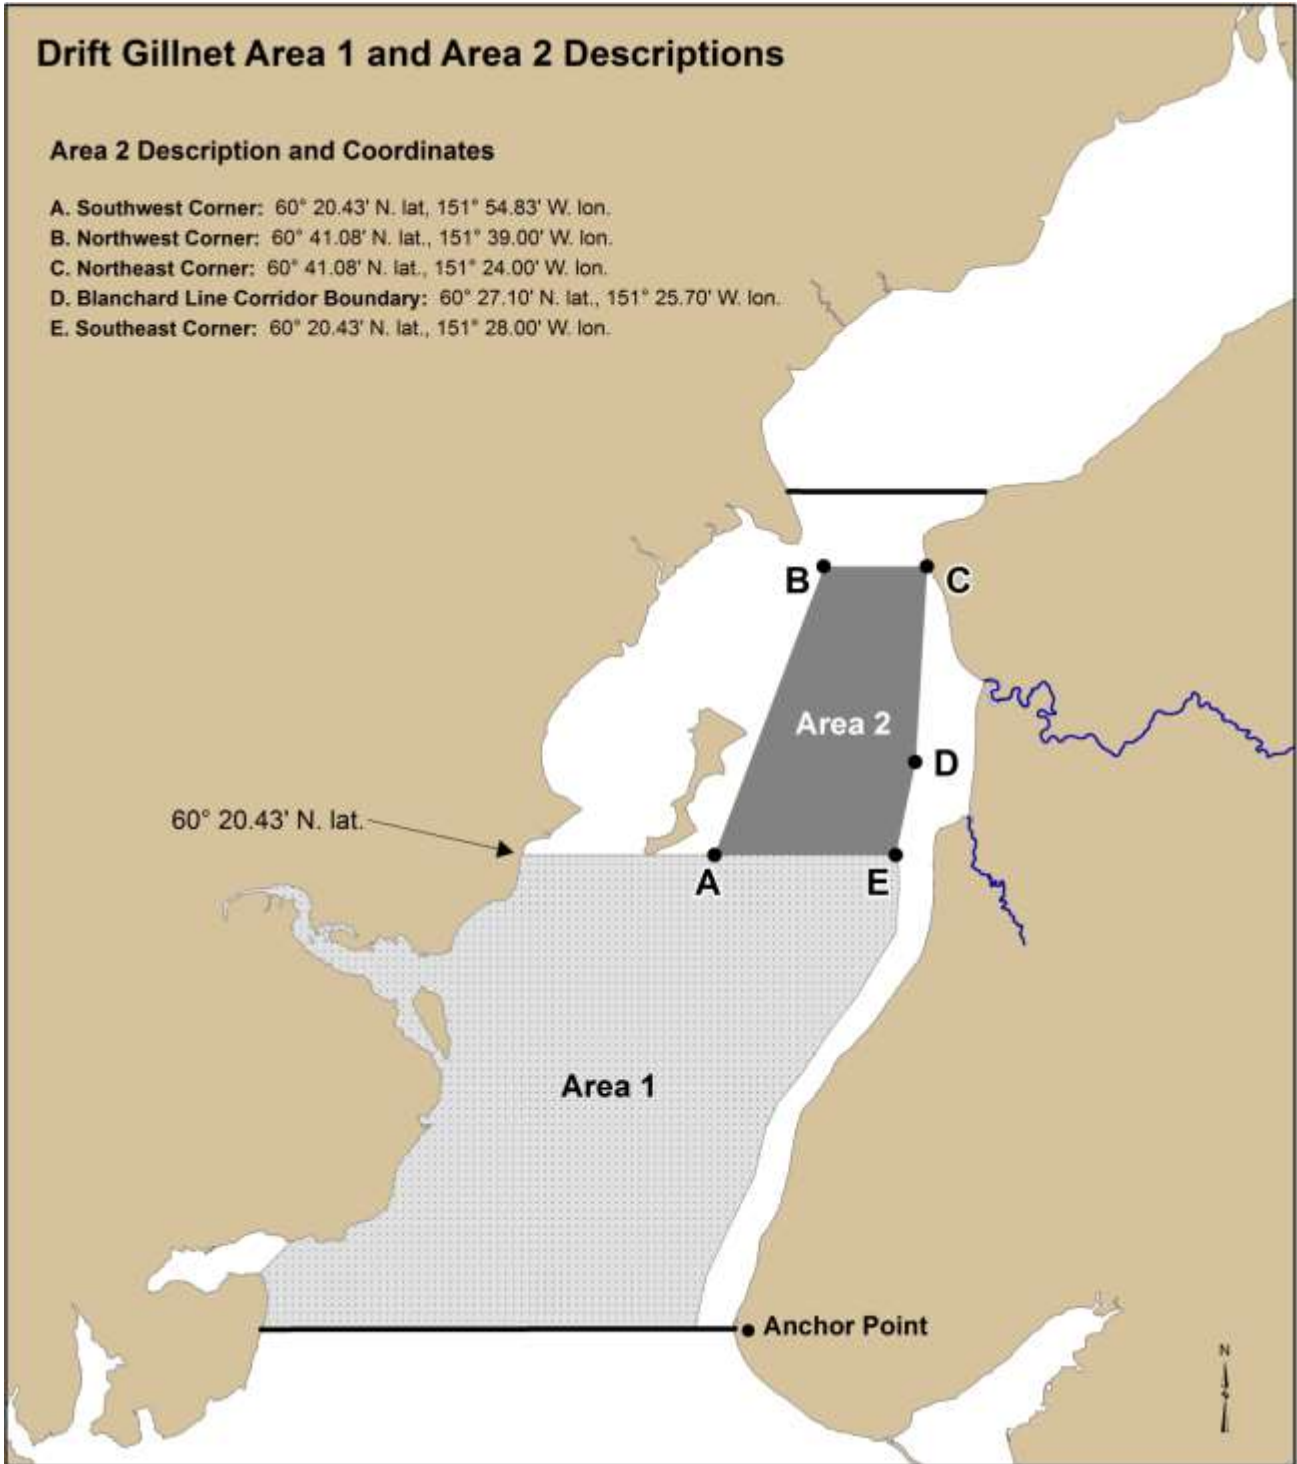 Drift Gillnet Area 1 and Area 2 Descriptions
Area 2 Description and Coordinates
A. Southwest Corner: 60° 20.43' N. lat, 151° 54.83' W. lon.
B. Northwest Corner: 60° 41.08' N. lat., 151° 39.00' W. lon.
C. Northeast Corner: 60° 41.08' N. lat., 151° 24.00' W. lon.
D. Blanchard Line Corridor Boundary: 60° 27.10' N. lat., 151° 25.70' W. lon.
E. Southeast Corner: 60° 20.43' N. lat., 151° 28.00' W. lon.
B
C
Area 2
D
60° 20.43' N. lat.
A
E
Area 1
Anchor Point
N